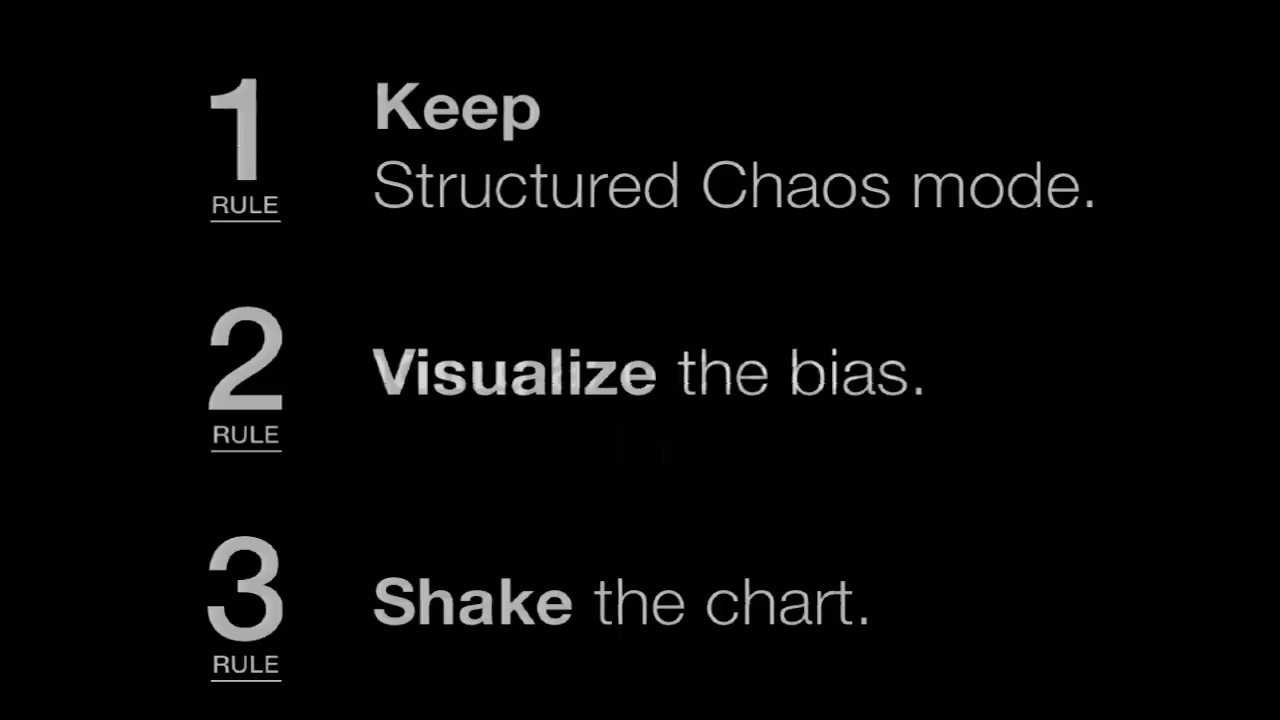 1
RULE
Keep
Structured Chaos mode.
2
RULE
Visualize the bias.
3
RULE
Shake the chart.